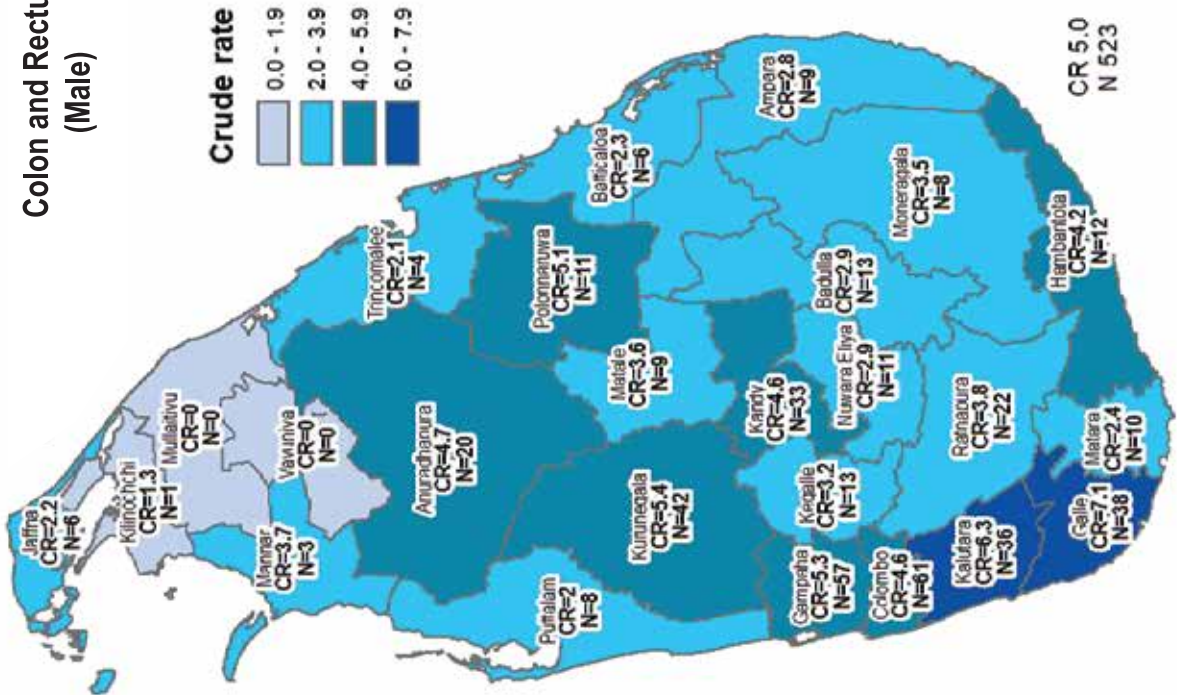 Colon and Rectu
(Male)
Crude rate
0.0 - 1.9
2.0 - 3.9
4.0 - 5.9
6.0 - 7.9
Jaffna
CR=2.2
N=6
Kilinochchi
CR=1.3
N=1
Mullativu
CR=0
N=0
Mannar
CR=3.7
N=3
Vavuniva
CR=0
N=0
Trincomalee
CR=2.1
N=4
Anuradhapura
CR=4.7
N=20
Polonnaruwa
CR=5.1
N=11
Batticaloa
CR=2.3
N=6
Puttalam
CR=2
N=8
Kurunegala
CR=5.4
N=42
Matale
CR=3.6
N=9
Kandy
CR=4.6
N=33
Ampara
CR=2.8
N=9
Badulla
CR=2.9
N=13
Nuwara Eliya
CR=2.9
N=11
Kegalle
CR=3.2
N=13
Gampaha
CR=5.3
N=57
Colombo
CR=4.6
N=61
Moneragala
CR=3.5
N=8
Ratnapura
CR=3.8
N=22
Kalutara
CR=6.3
N=36
Galle
CR=7.1
N=38
Matara
CR=2.4
N=10
Hambantota
CR=4.2
N=12
CR 5.0
N 523